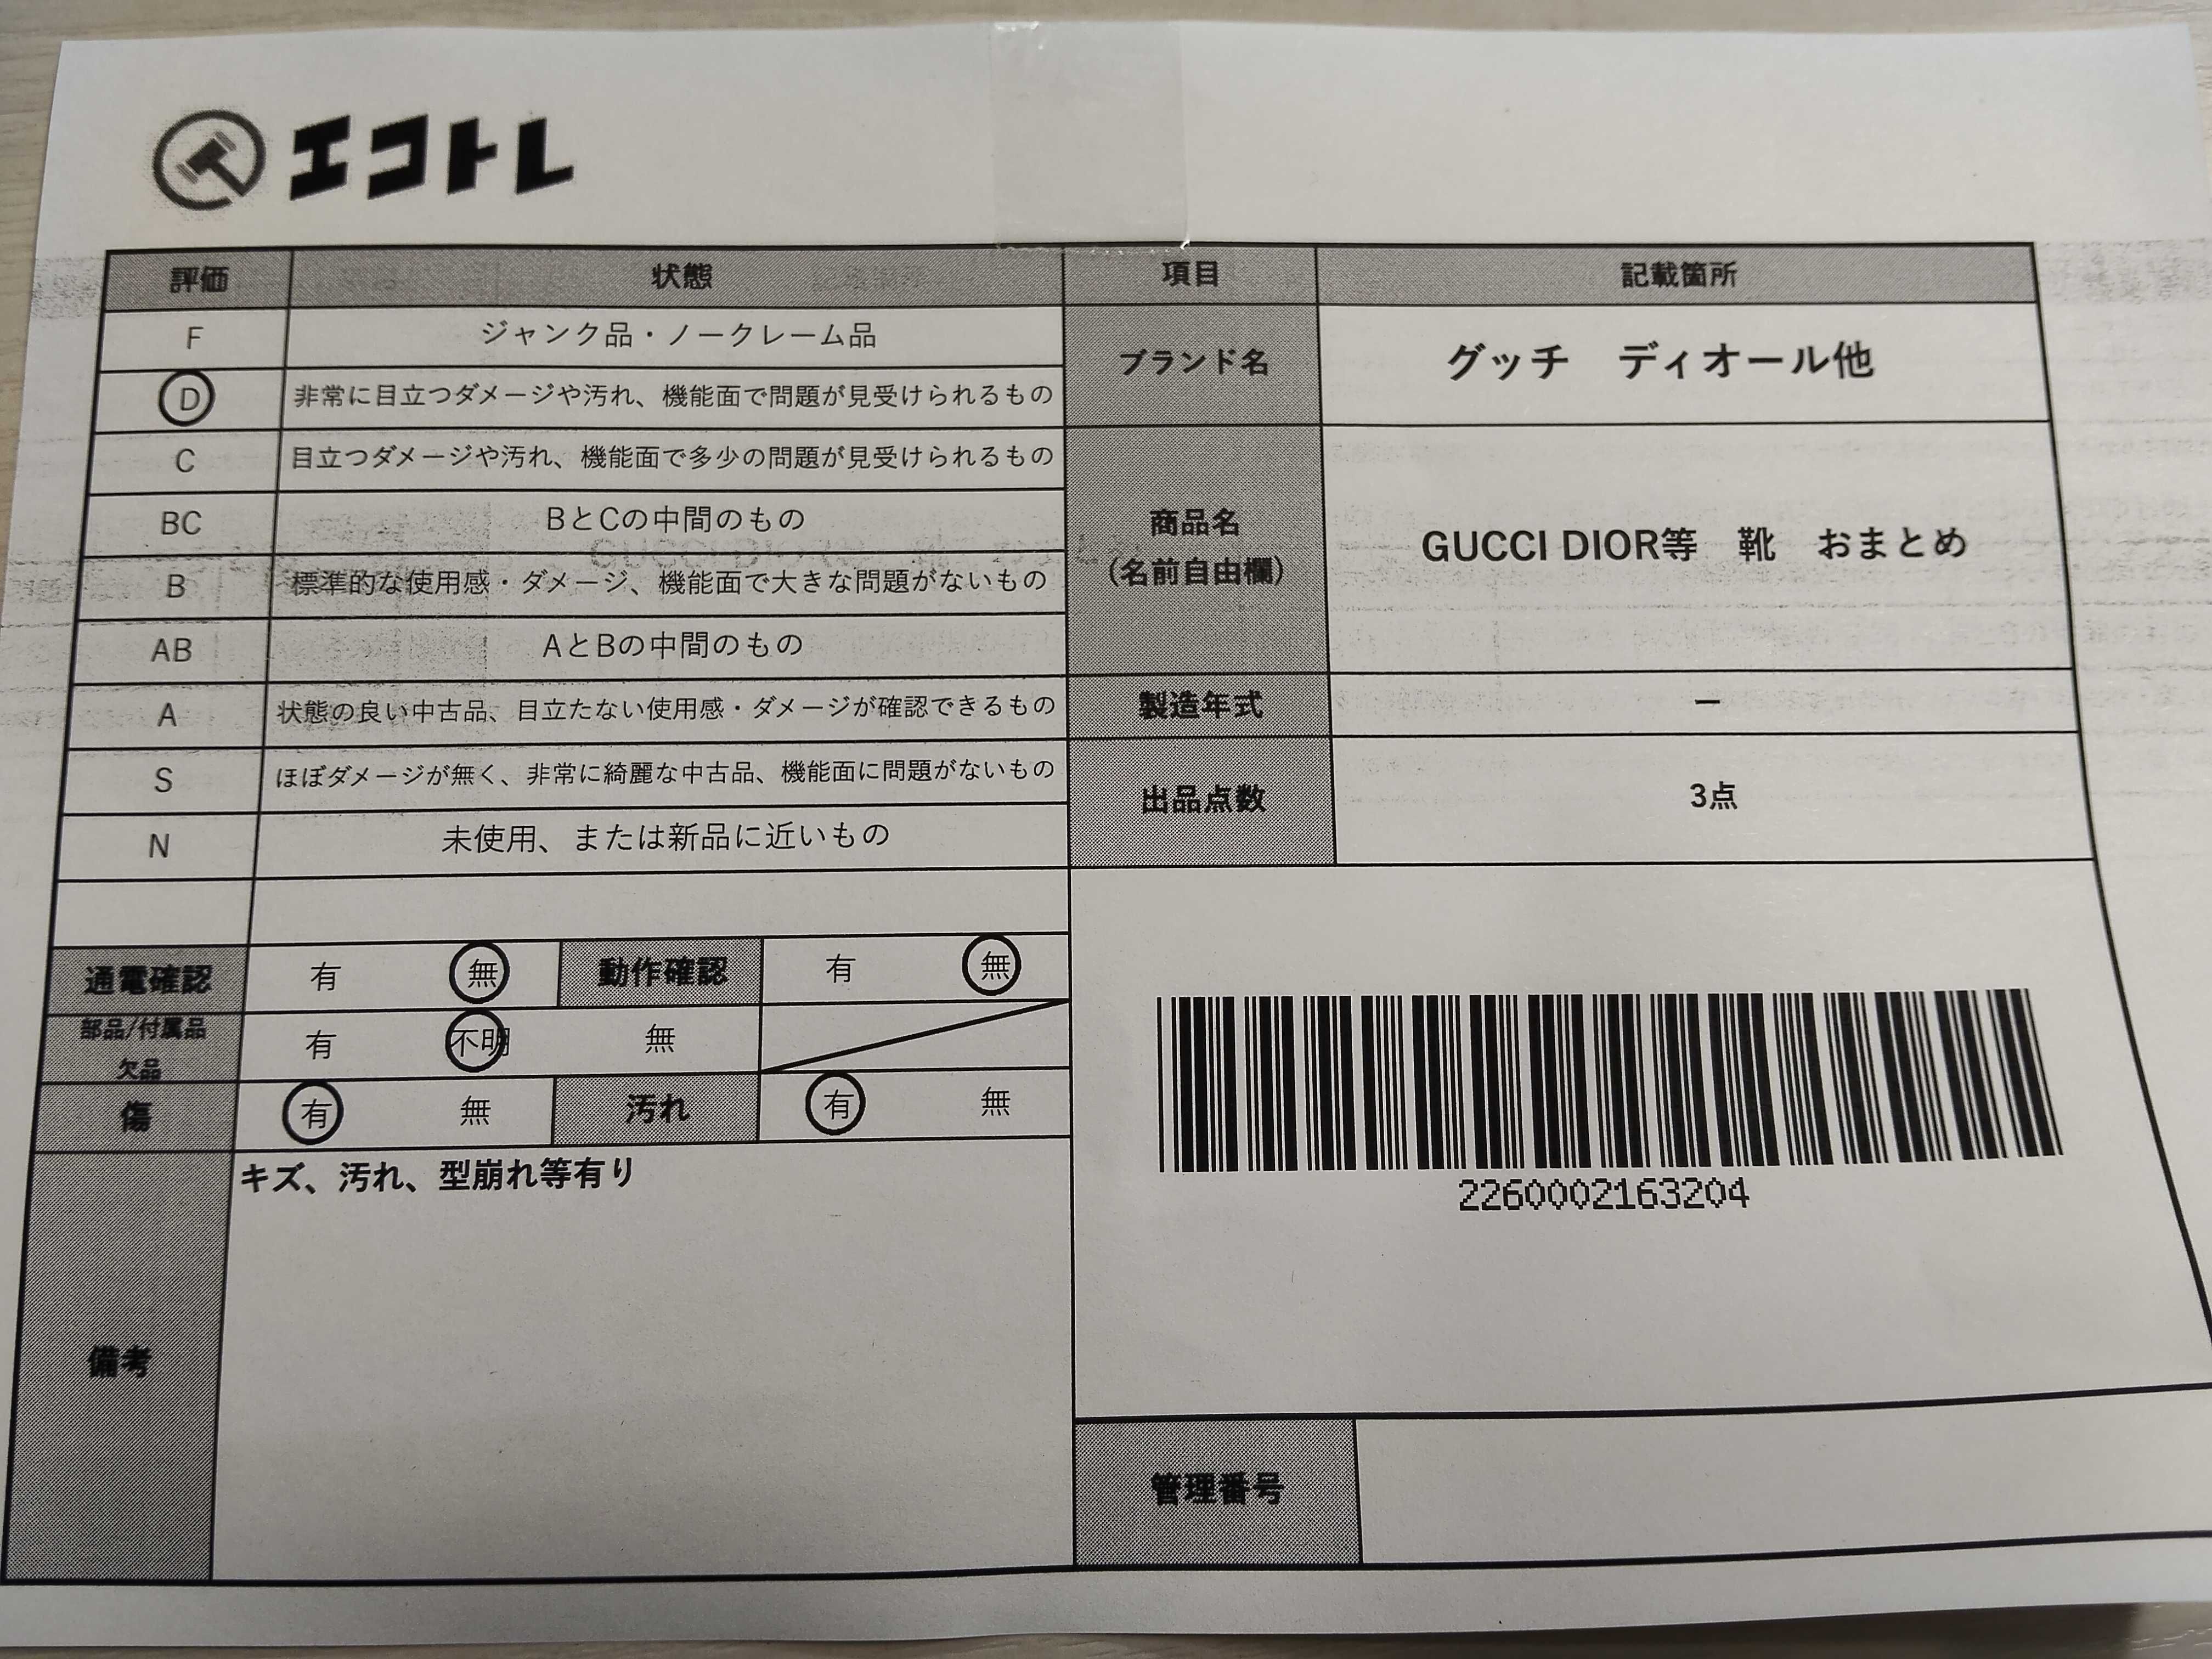 エコトレ
評価 状態 項目 記載箇所
F ジャンク品・ノークレーム品
D 非常に目立つダメージや汚れ、機能面で問題が見受けられるもの
C 目立つダメージや汚れ、機能面で多少の問題が見受けられるもの
BC BとCの中間のもの
B 標準的な使用感・ダメージ、機能面で大きな問題がないもの
AB AとBの中間のもの
A 状態の良い中古品、目立たない使用感・ダメージが確認できるもの
S ほぼダメージが無く、非常に綺麗な中古品、機能面に問題がないもの
N 未使用、または新品に近いもの
ブランド名 グッチ ディオール他
商品名
(名前自由欄)
GUCCI DIOR等 靴 おまとめ
製造年式 ー
出品点数 3点
通電確認 有 無 動作確認 有 無
部品/付属品
欠品
有 不明 無
傷 有 無 汚れ 有 無
備考
キズ、汚れ、型崩れ等有り
2260002163204
管理番号